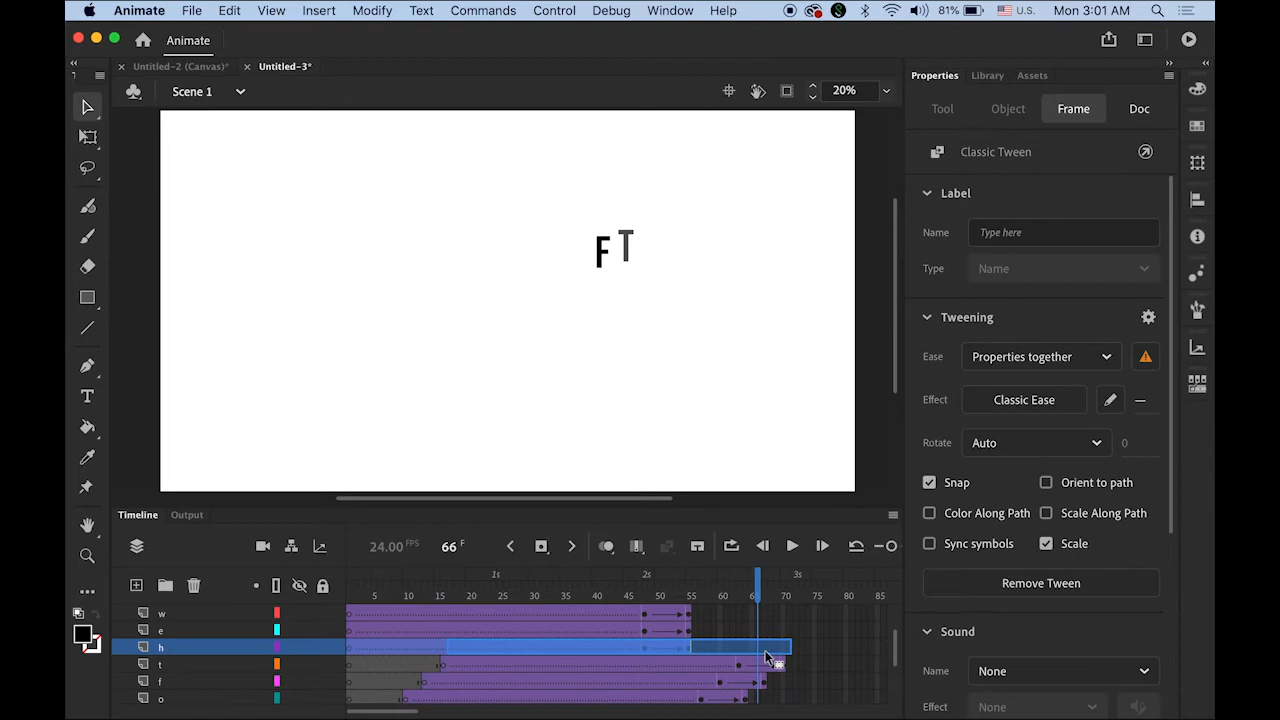 Animate File Edit View Insert Modify Text Commands Control Debug Window Help 81% U.S. Mon 3:01 AM
Animate
Untitled-2 (Canvas)* Untitled-3*
Scene 1 20%
Properties Library Assets
Tool Object Frame Doc
Classic Tween
Label
Name Type here
Type Name
Tweening
Ease Properties together
Effect Classic Ease
Rotate Auto 0
Snap Orient to path
Color Along Path Scale Along Path
Sync symbols Scale
Remove Tween
Sound
Name None
Effect None
F T
Timeline Output
24.00 FPS 66 F
1s 2s 3s
5 10 15 20 25 30 35 40 45 50 55 60 65 70 75 80 85
w
e
h
t
f
o